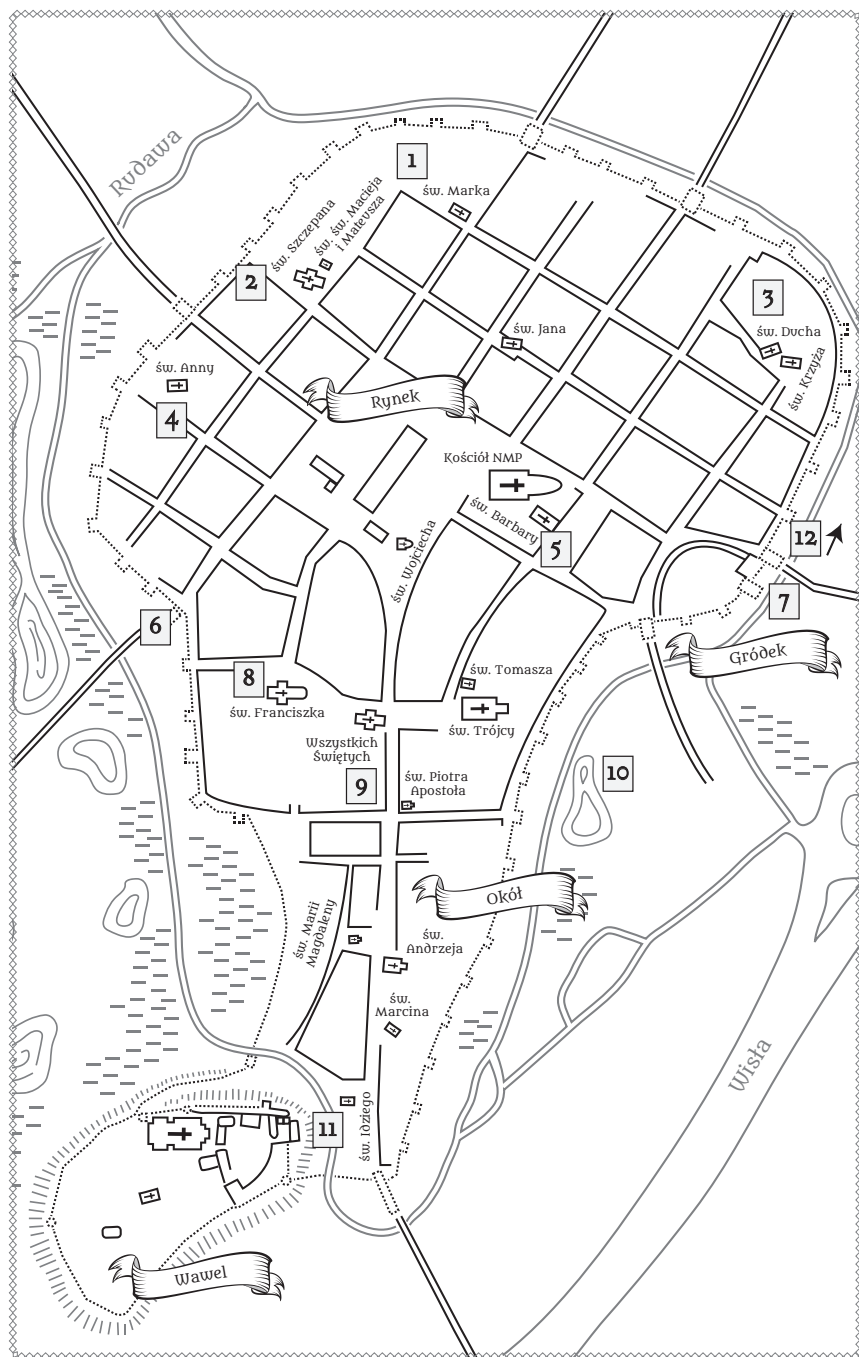 1
Rudawa
św. Marka
św. Szczepana
św. św. Macieja
i Mateusza
2
3
św. Ducha
św. Krzyża
św. Jana
św. Anny
4
Rynek
Kościół NMP
św. Barbary
św. Wojciecha
5
12
7
6
Gródek
8
św. Franciszka
św. Tomasza
św. Trójcy
Wszystkich
Świętych
9
św. Piotra
Apostoła
10
Okół
św. Marii
Magdaleny
św.
Andrzeja
św.
Marcina
Wisła
św. Idziego
11
Wawel